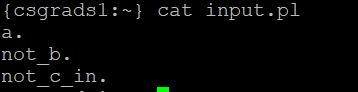 {csgrads1:~} cat input.pl
a.
not_b.
not_c_in.